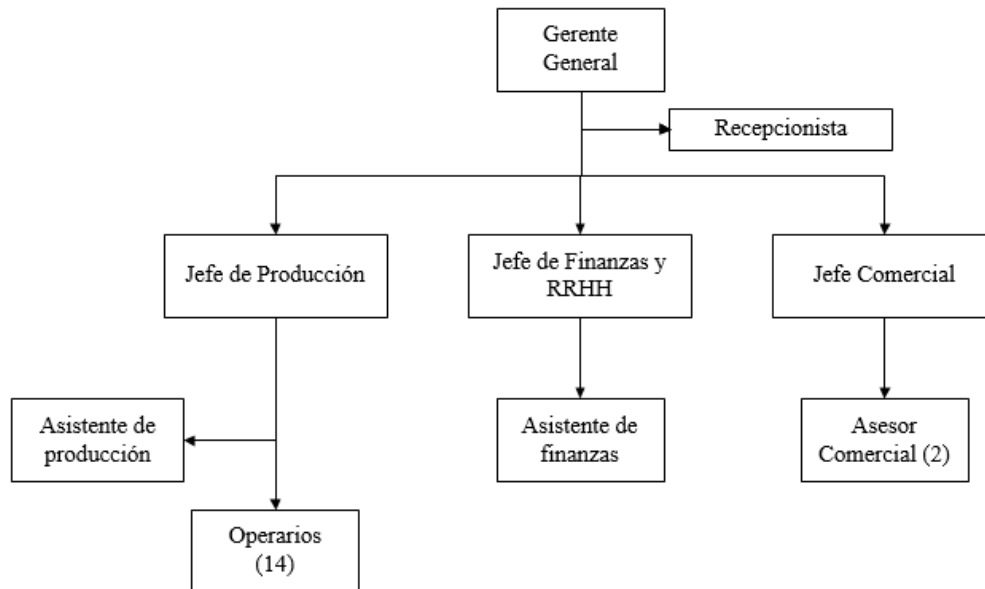 Gerente
General
Recepcionista
Jefe de Producción
Jefe de Finanzas y
RRHH
Jefe Comercial
Asistente de
producción
Asistente de
finanzas
Asesor
Comercial (2)
Operarios
(14)